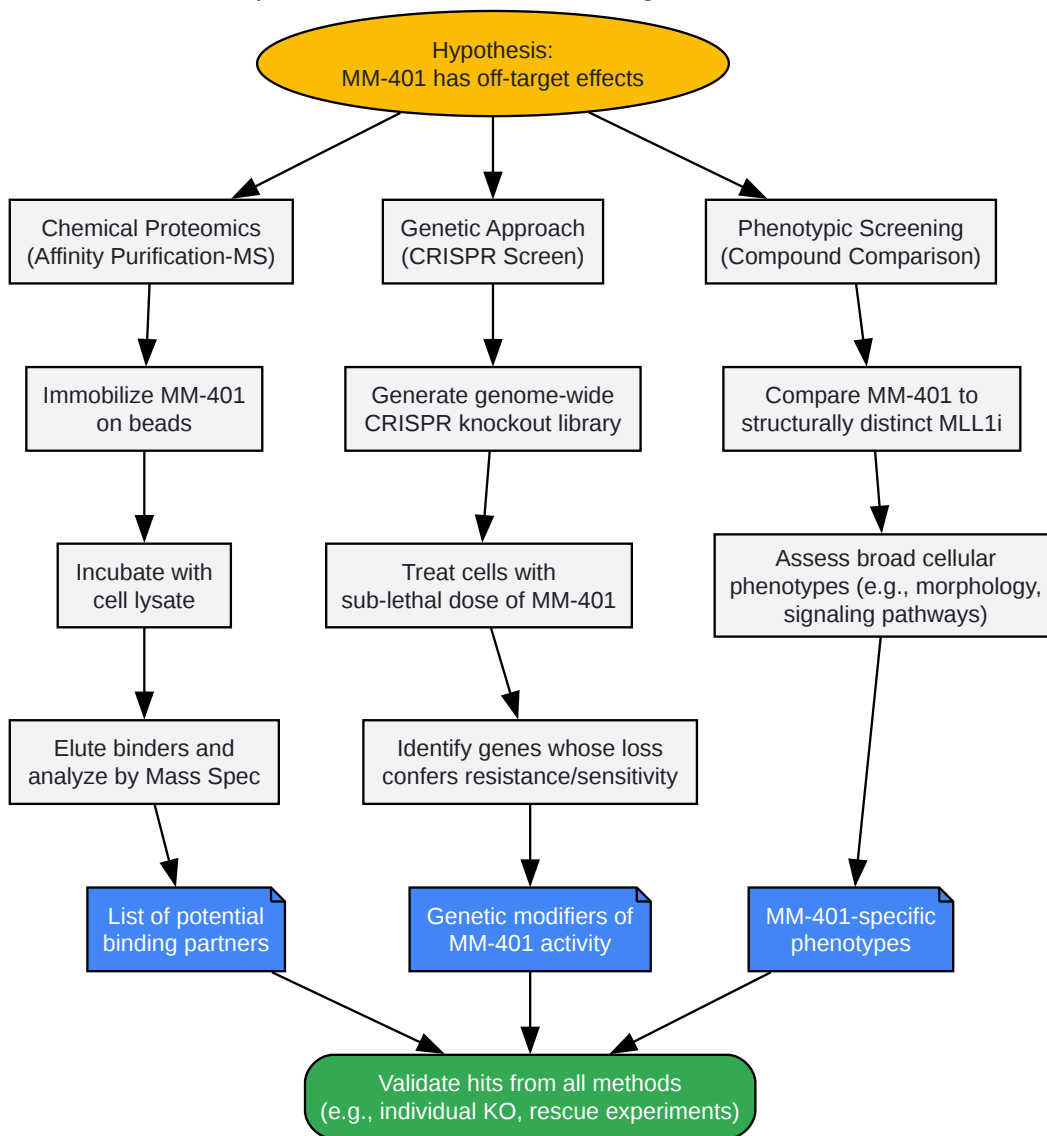 Hypothesis:
MM-401 has off-target effects
Chemical Proteomics
(Affinity Purification-MS)
Genetic Approach
(CRISPR Screen)
Phenotypic Screening
(Compound Comparison)
Immobilize MM-401
on beads
Generate genome-wide
CRISPR knockout library
Compare MM-401 to
structurally distinct MLL1i
Incubate with
cell lysate
Treat cells with
sub-lethal dose of MM-401
Assess broad cellular
phenotypes (e.g., morphology,
signaling pathways)
Elute binders and
analyze by Mass Spec
Identify genes whose loss
confers resistance/sensitivity
List of potential
binding partners
Genetic modifiers of
MM-401 activity
MM-401-specific
phenotypes
Validate hits from all methods
(e.g., individual KO, rescue experiments)